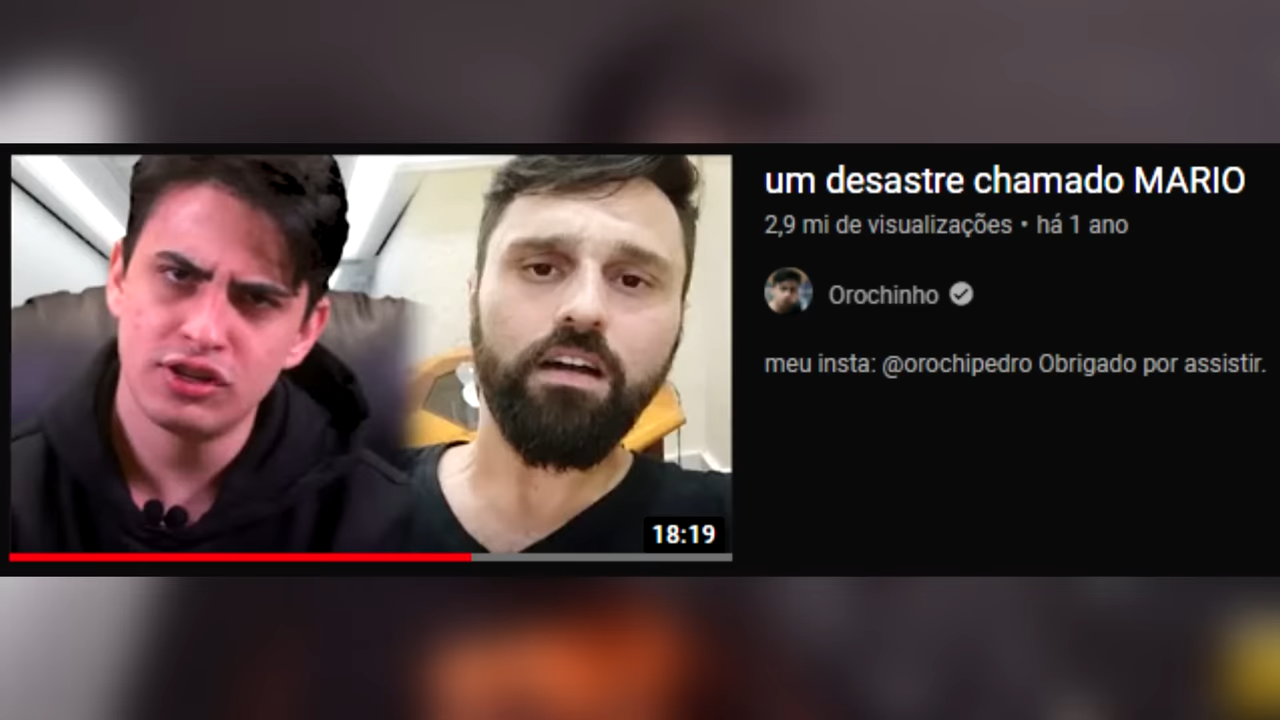 um desastre chamado MARIO
2,9 mi de visualizações • há 1 ano
Orochinho
meu insta: @orochipedro Obrigado por assistir.
18:19